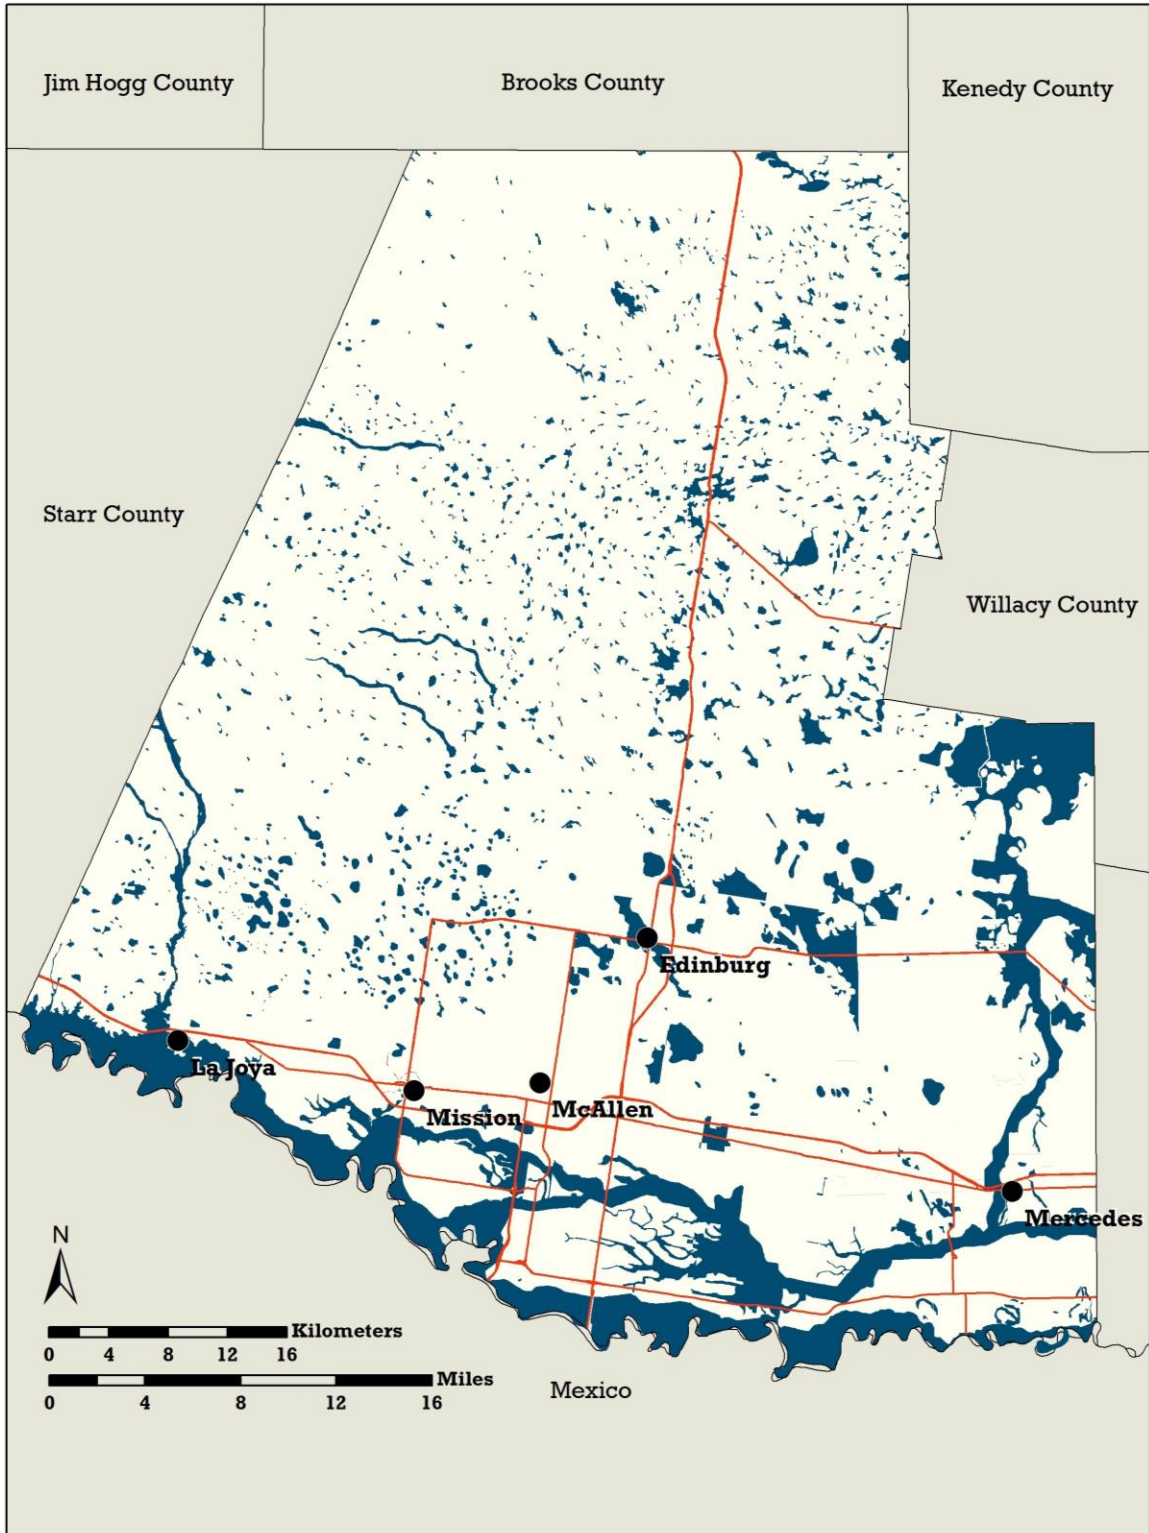 Jim Hogg County
Brooks County
Kenedy County
Starr County
Willacy County
Edinburg
La Joya
Mission
McAllen
Mercedes
N
Kilometers
0 4 8 12 16
Miles
0 4 8 12 16
Mexico